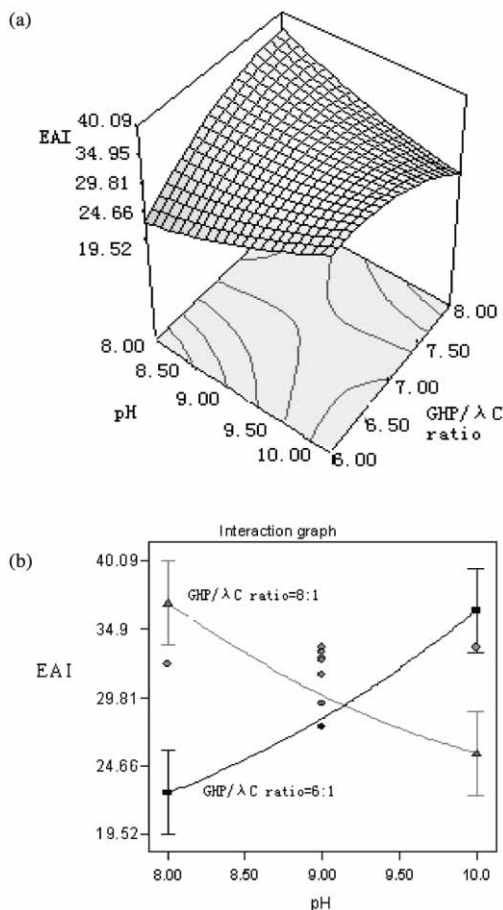 (a)
EAI
40.09
34.95
29.81
24.66
19.52
8.00
8.50
9.00
9.50
10.00
pH
6.00
6.50
7.00
7.50
8.00
GHP/λC
ratio
(b)
Interaction graph
40.09
34.9
29.81
24.66
19.52
EAI
GHP/λC ratio=8:1
GHP/λC ratio=6:1
8.00 8.50 9.00 9.50 10.0
pH